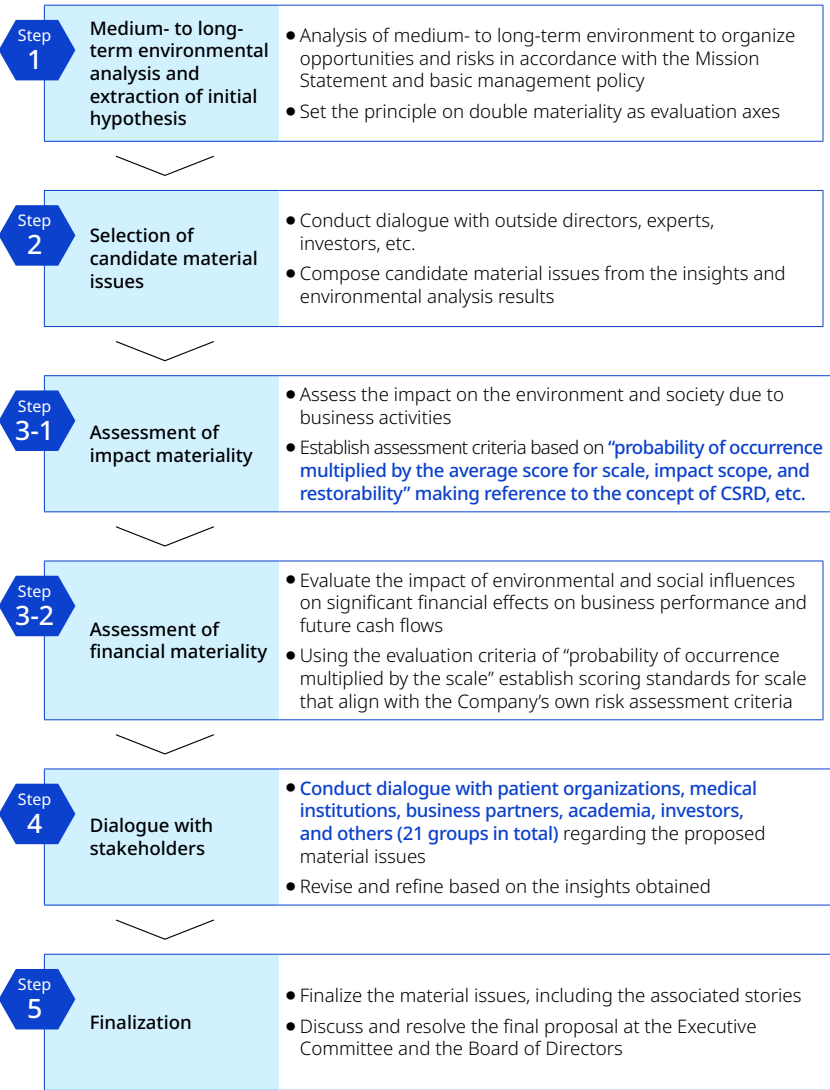 Step
1
Medium- to long-
term environmental
analysis and
extraction of initial
hypothesis
● Analysis of medium- to long-term environment to organize
opportunities and risks in accordance with the Mission
Statement and basic management policy
● Set the principle on double materiality as evaluation axes
Step
2
Selection of
candidate material
issues
● Conduct dialogue with outside directors, experts,
investors, etc.
● Compose candidate material issues from the insights and
environmental analysis results
Step
3-1
Assessment of
impact materiality
● Assess the impact on the environment and society due to
business activities
● Establish assessment criteria based on “probability of occurrence
multiplied by the average score for scale, impact scope, and
restorability” making reference to the concept of CSRD, etc.
Step
3-2
Assessment of
financial materiality
● Evaluate the impact of environmental and social influences
on significant financial effects on business performance and
future cash flows
● Using the evaluation criteria of “probability of occurrence
multiplied by the scale” establish scoring standards for scale
that align with the Company’s own risk assessment criteria
Step
4
Dialogue with
stakeholders
● Conduct dialogue with patient organizations, medical
institutions, business partners, academia, investors,
and others (21 groups in total) regarding the proposed
material issues
● Revise and refine based on the insights obtained
Step
5
Finalization
● Finalize the material issues, including the associated stories
● Discuss and resolve the final proposal at the Executive
Committee and the Board of Directors